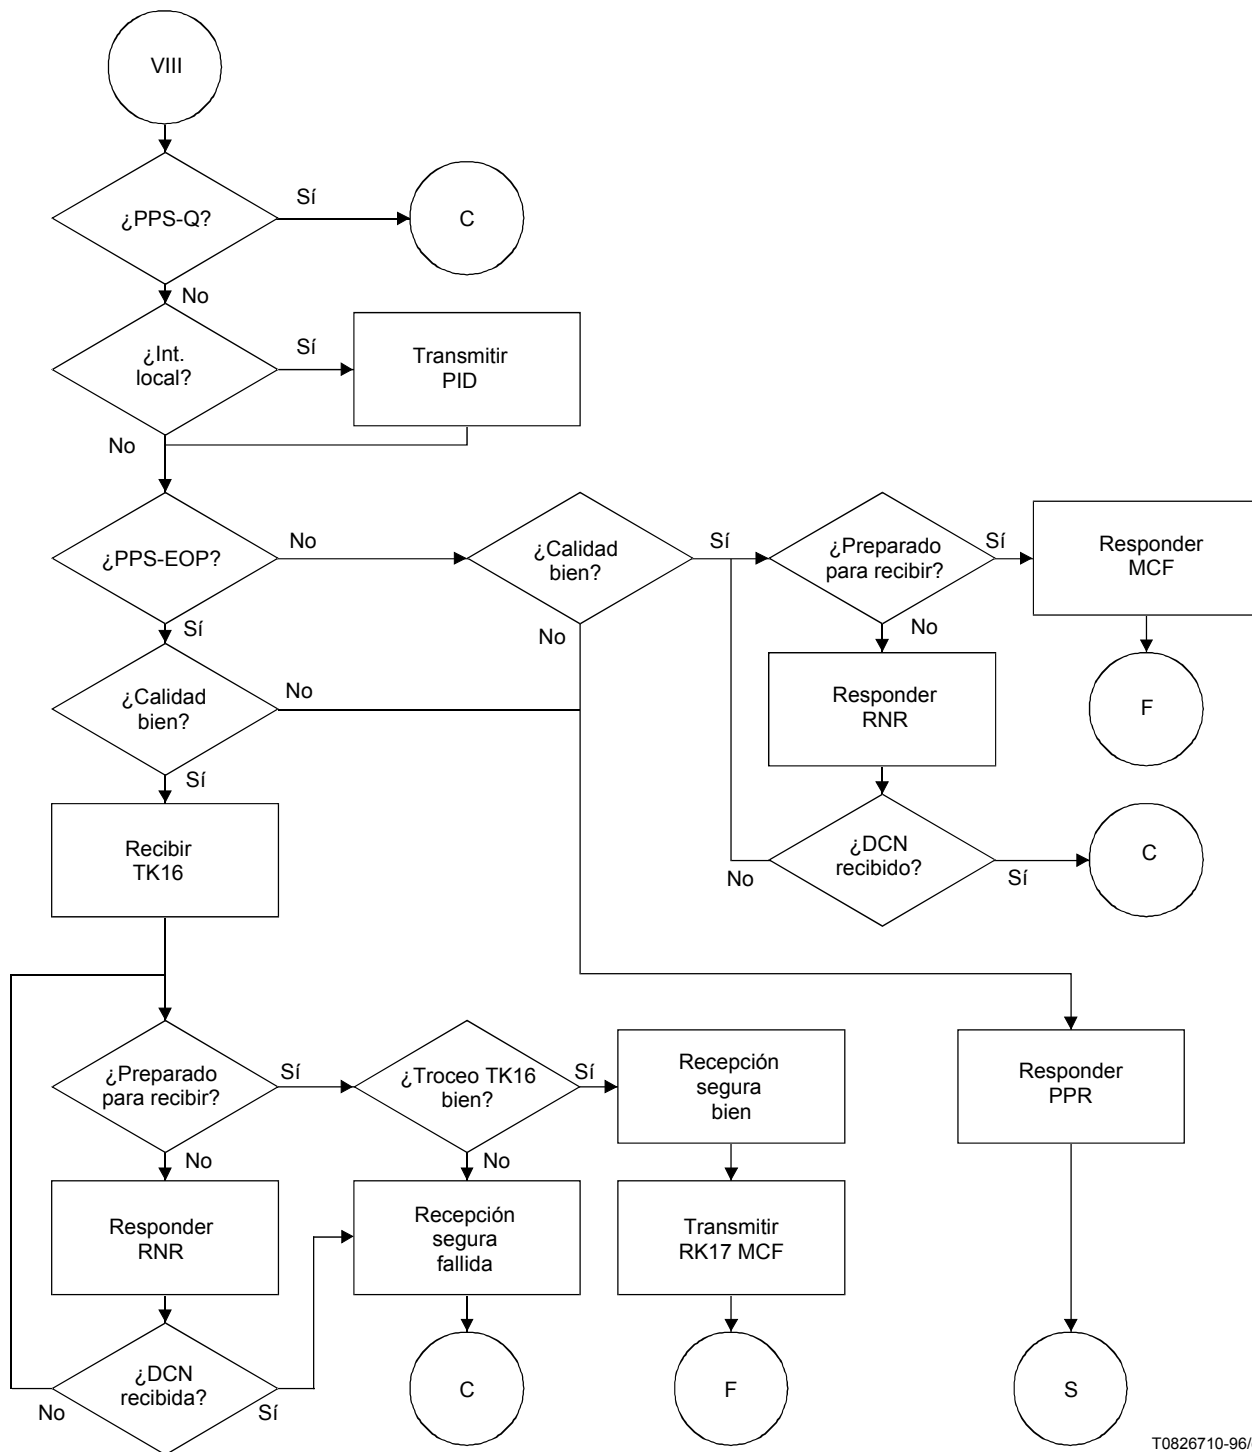 VIII
¿PPS-Q?
Sí
C
No
¿Int.
local?
Sí
Transmitir
PID
No
¿PPS-EOP?
No
¿Calidad
bien?
Sí
¿Preparado
para recibir?
Sí
Responder
MCF
Sí
No
No
¿Calidad
bien?
No
Responder
RNR
F
Sí
Recibir
TK16
¿DCN
recibido?
No
Sí
C
¿Preparado
para recibir?
Sí
¿Troceo TK16
bien?
Sí
Recepción
segura
bien
Responder
PPR
No
No
Responder
RNR
Recepción
segura
fallida
Transmitir
RK17 MCF
¿DCN
recibida?
No
Sí
C
F
S
T0826710-96/